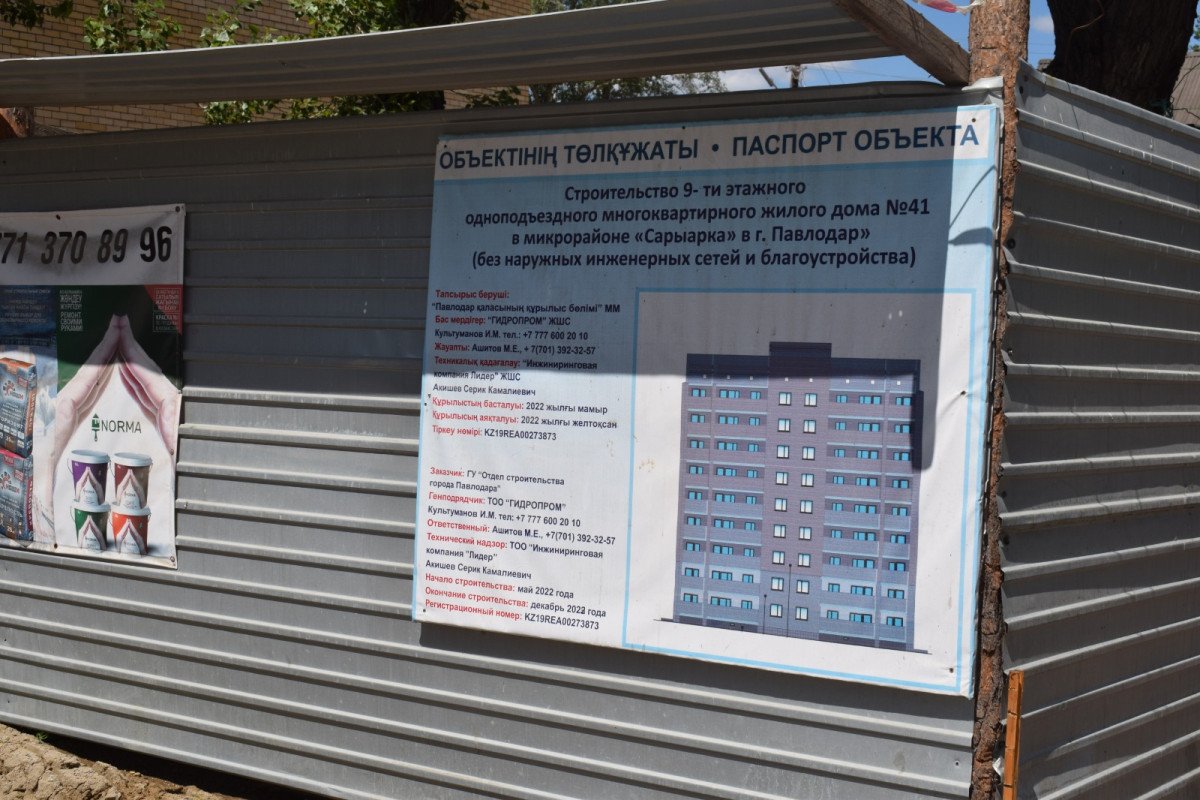 ОБЪЕКТІНІҢ ТӨЛҚҰЖАТЫ • ПАСПОРТ ОБЪЕКТА
Строительство 9- ти этажного
одноподъездного многоквартирного жилого дома №41
в микрорайоне «Сарыарка» в г. Павлодар»
(без наружных инженерных сетей и благоустройства)
Тапсырыс беруші:
"Павлодар қаласының құрылыс бөлімі" ММ
Бас мердігер: "ГИДРОПРОМ" ЖШС
Культуманов И.М. тел.: +7 777 600 20 10
Жауапты: Ашитов М.Е., + 7(701) 392-32-57
Техникалық қадағалау: "Инжиниринговая
компания Лидер" ЖШС
Акишев Серик Камалиевич
Құрылыстың басталуы: 2022 жылғы мамыр
Құрылысың аяқталуы: 2022 жылғы желтоқсан
Тіркеу нөмірі: KZ19REA00273873
Заказчик: ГУ "Отдел строительства
города Павлодара"
Генподрядчик: ТОО "ГИДРОПРОМ"
Культуманов И.М. тел: +7 777 600 20 10
Ответственный: Ашитов М.Е., +7(701) 392-32-57
Технический надзор: ТОО "Инжиниринговая
компания "Лидер"
Акишев Серик Камалиевич
Начало строительства: май 2022 года
Окончание строительства: декабрь 2022 года
Регистрационный номер: KZ19REA00273873
771 370 89 96
ЖӨНДЕУ
РЕМОНТ
СВОИМИ
РУКАМИ
NORMA